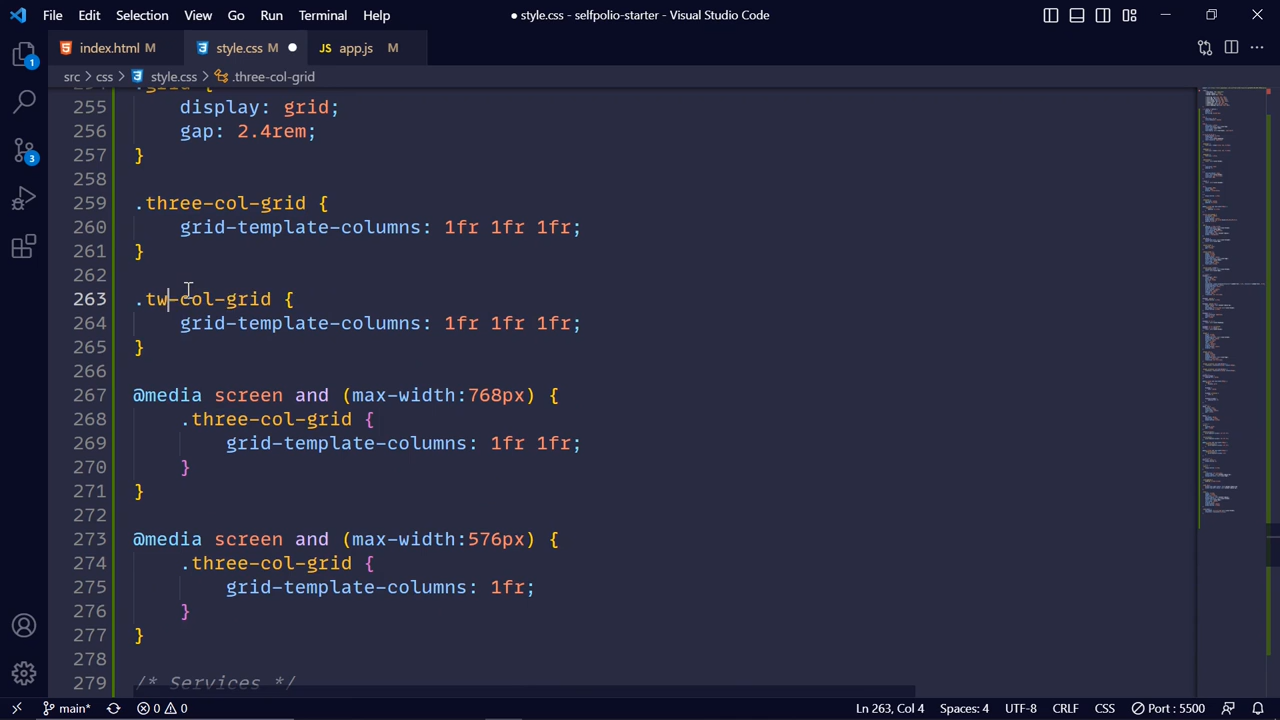 File Edit Selection View Go Run Terminal Help
● style.css - selfpolio-starter - Visual Studio Code
index.html M style.css M ● JS app.js M
src > css > style.css > .three-col-grid
254 .grid {
255 display: grid;
256 gap: 2.4rem;
257 }
258
259 .three-col-grid {
260 grid-template-columns: 1fr 1fr 1fr;
261 }
262
263 .tw-col-grid {
264 grid-template-columns: 1fr 1fr 1fr;
265 }
266
267 @media screen and (max-width:768px) {
268 .three-col-grid {
269 grid-template-columns: 1fr 1fr;
270 }
271 }
272
273 @media screen and (max-width:576px) {
274 .three-col-grid {
275 grid-template-columns: 1fr;
276 }
277 }
278
279 /* Services */
1
3
main* 0 0 Ln 263, Col 4 Spaces: 4 UTF-8 CRLF CSS Port : 5500